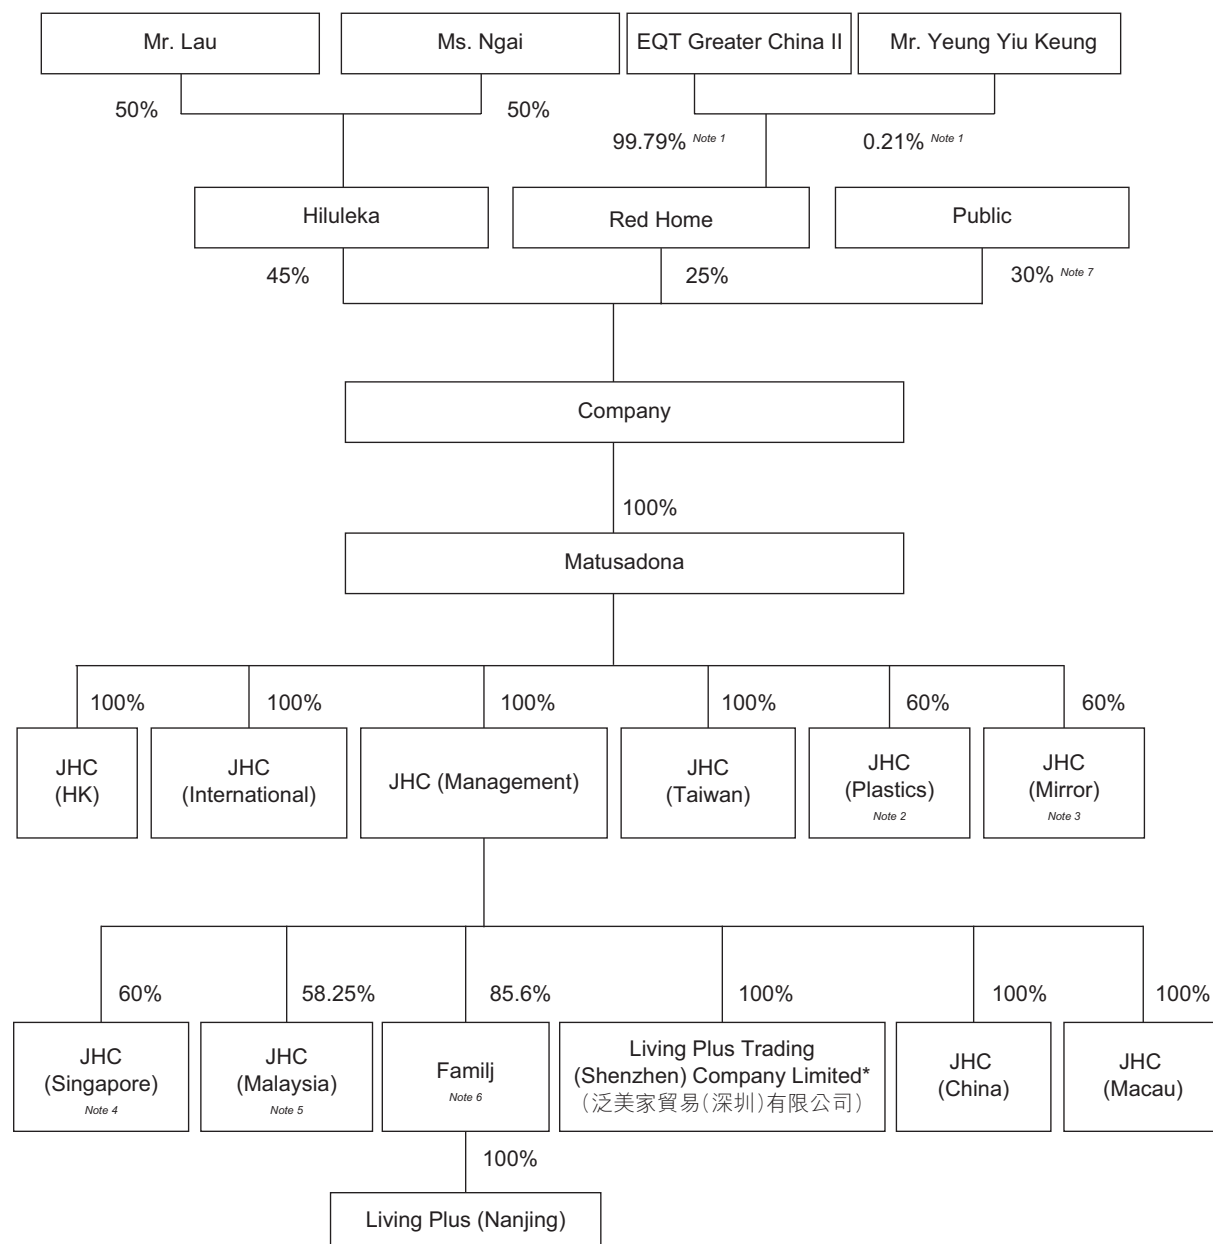 Mr. Lau
Ms. Ngai
EQT Greater China II
Mr. Yeung Yiu Keung
50%
50%
99.79% Note 1
0.21% Note 1
Hiluleka
Red Home
Public
45%
25%
30% Note 7
Company
100%
Matusadona
100%
100%
100%
100%
60%
60%
JHC
(HK)
JHC
(International)
JHC (Management)
JHC
(Taiwan)
JHC
(Plastics)
Note 2
JHC
(Mirror)
Note 3
60%
58.25%
85.6%
100%
100%
100%
JHC
(Singapore)
Note 4
JHC
(Malaysia)
Note 5
Familj
Note 6
Living Plus Trading
(Shenzhen) Company Limited*
(泛美家貿易(深圳)有限公司)
JHC
(China)
JHC
(Macau)
100%
Living Plus (Nanjing)